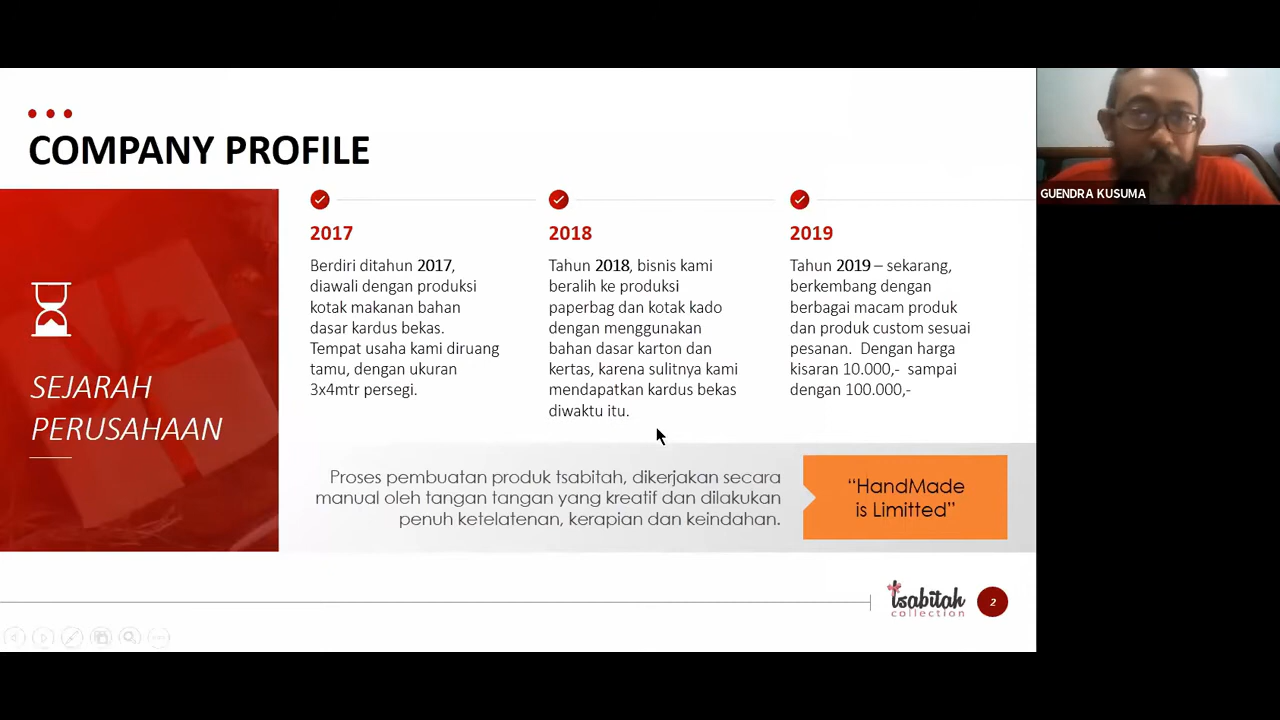 COMPANY PROFILE
GUENDRA KUSUMA
SEJARAH
PERUSAHAAN
2017
Berdiri ditahun 2017,
diawali dengan produksi
kotak makanan bahan
dasar kardus bekas.
Tempat usaha kami diruang
tamu, dengan ukuran
3x4mtr persegi.
2018
Tahun 2018, bisnis kami
beralih ke produksi
paperbag dan kotak kado
dengan menggunakan
bahan dasar karton dan
kertas, karena sulitnya kami
mendapatkan kardus bekas
diwaktu itu.
2019
Tahun 2019 – sekarang,
berkembang dengan
berbagai macam produk
dan produk custom sesuai
pesanan. Dengan harga
kisaran 10.000,- sampai
dengan 100.000,-
Proses pembuatan produk tsabitah, dikerjakan secara
manual oleh tangan tangan yang kreatif dan dilakukan
penuh ketelatenan, kerapian dan keindahan.
“HandMade
is Limitted”
tsabitah
collection
2